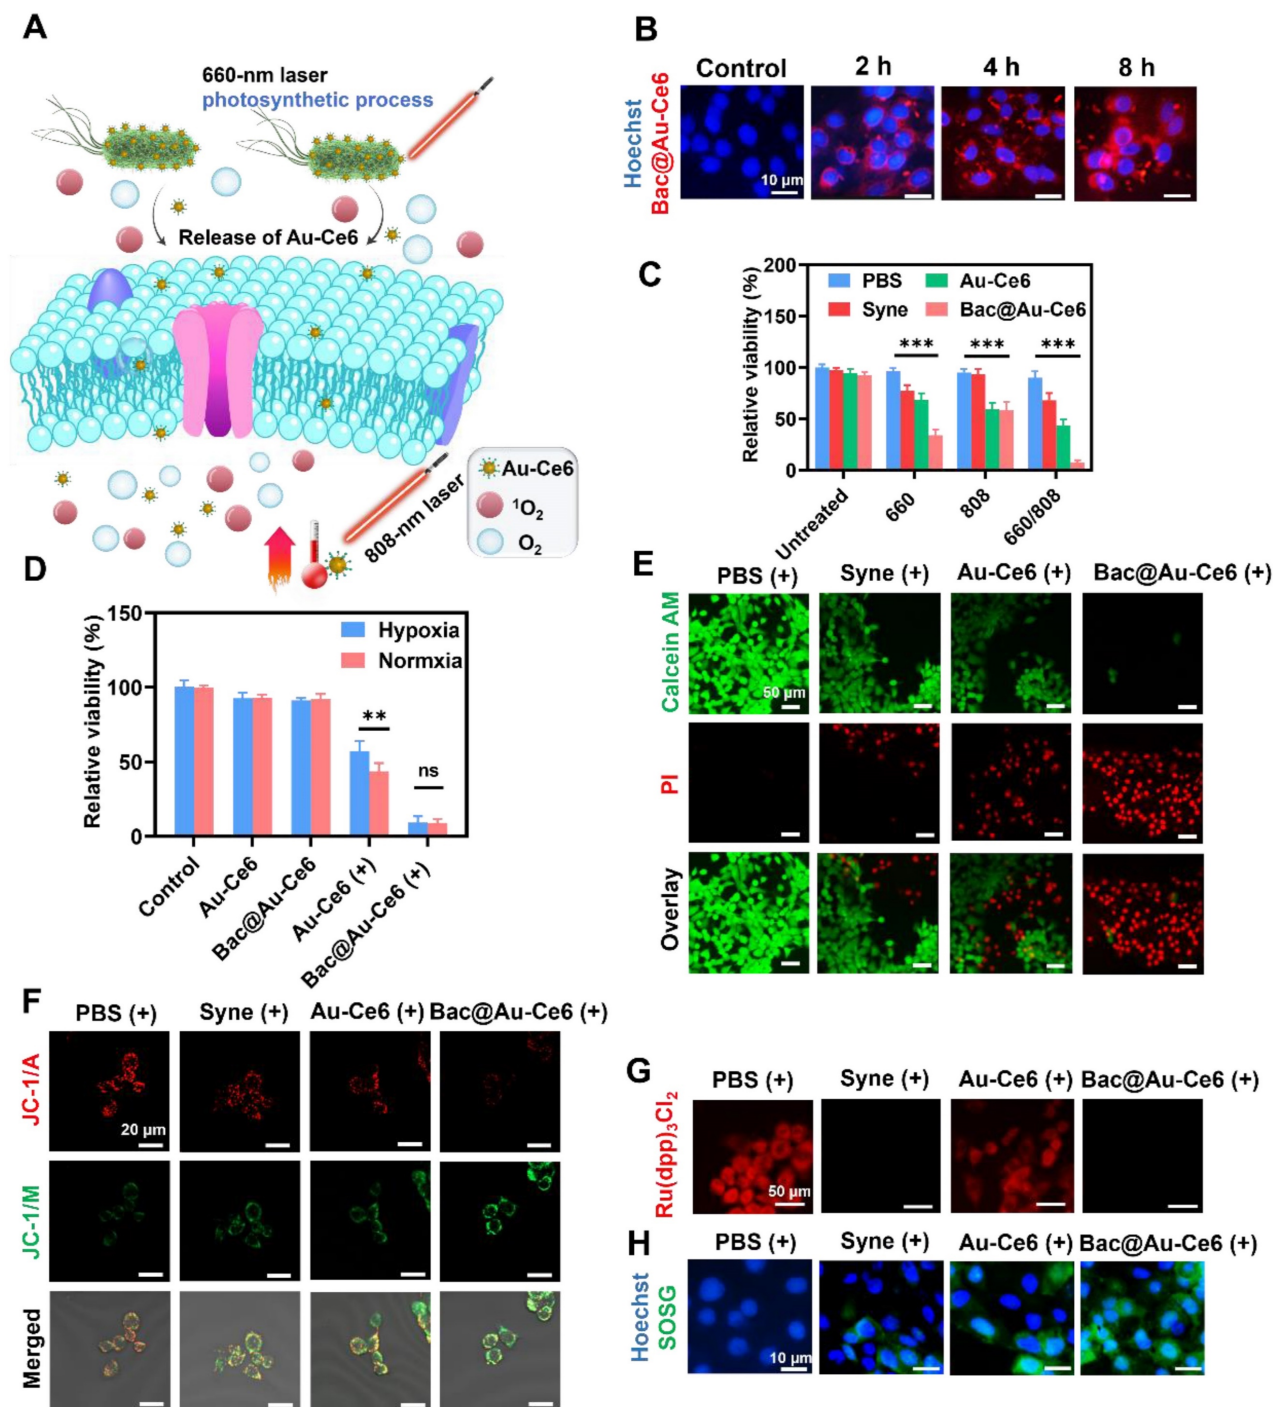 A
660-nm laser
photosynthetic process
Release of Au-Ce6
808-nm laser
Au-Ce6
¹O₂
O₂
B
Control 2 h 4 h 8 h
Hoechst
Bac@Au-Ce6
10 μm
C
Relative viability (%)
200
150
100
50
0
PBS Au-Ce6
Syne Bac@Au-Ce6
*** *** ***
Untreated 660 808 660/808
D
Relative viability (%)
150
100
50
0
Hypoxia
Normxia
**
ns
Control Au-Ce6 Bac@Au-Ce6 Au-Ce6 (+) Bac@Au-Ce6 (+)
E
PBS (+) Syne (+) Au-Ce6 (+) Bac@Au-Ce6 (+)
Calcein AM
50 μm
PI
Overlay
F
PBS (+) Syne (+) Au-Ce6 (+) Bac@Au-Ce6 (+)
JC-1/A
20 μm
JC-1/M
Merged
G
PBS (+) Syne (+) Au-Ce6 (+) Bac@Au-Ce6 (+)
Ru(dpp)₃Cl₂
50 μm
H
PBS (+) Syne (+) Au-Ce6 (+) Bac@Au-Ce6 (+)
Hoechst
SOSG
10 μm